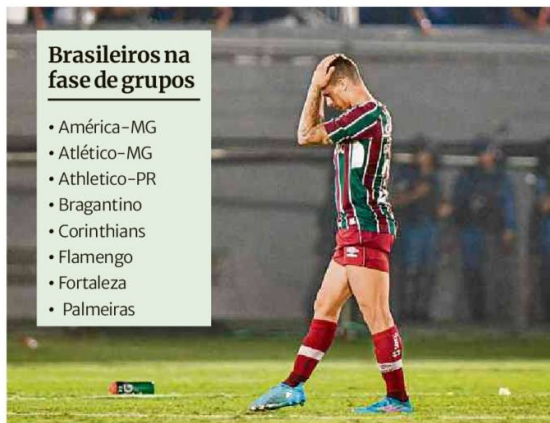 Brasileiros na
fase de grupos
• América-MG
• Atlético-MG
• Athletico-PR
• Bragantino
• Corinthians
• Flamengo
• Fortaleza
• Palmeiras